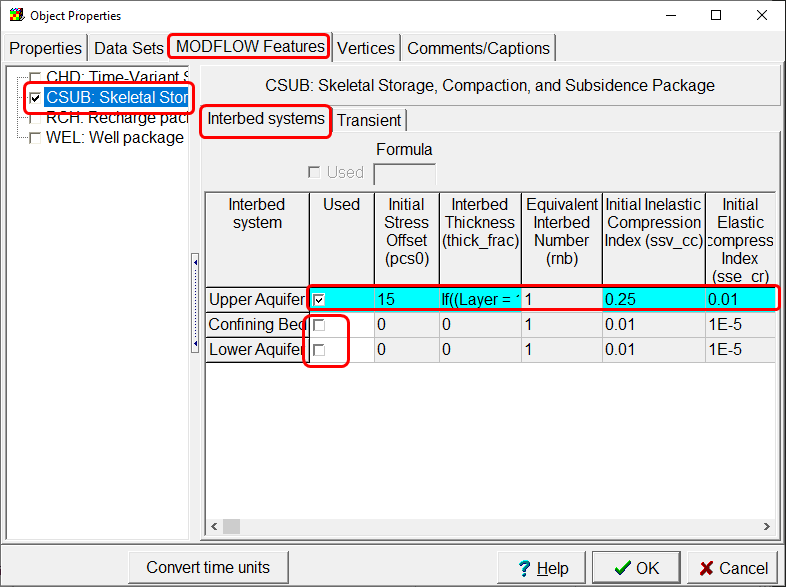 Object Properties
Properties Data Sets MODFLOW Features Vertices Comments/Captions
CHD: Time-Variant S
CSUB: Skeletal Stor
RCH: Recharge pac
WEL: Well package
CSUB: Skeletal Storage, Compaction, and Subsidence Package
Interbed systems Transient
Formula
Used
Interbed system
Used
Initial Stress Offset (pcs0)
Interbed Thickness (thick_frac)
Equivalent Interbed Number (rnb)
Initial Inelastic Compression Index (ssv_cc)
Initial Elastic compress Index (sse_cr)
Upper Aquifer 15 If((Layer = 1 0.25 0.01
Confining Bed 0 0 1 0.01 1E-5
Lower Aquifer 0 0 1 0.01 1E-5
Convert time units ? Help OK Cancel